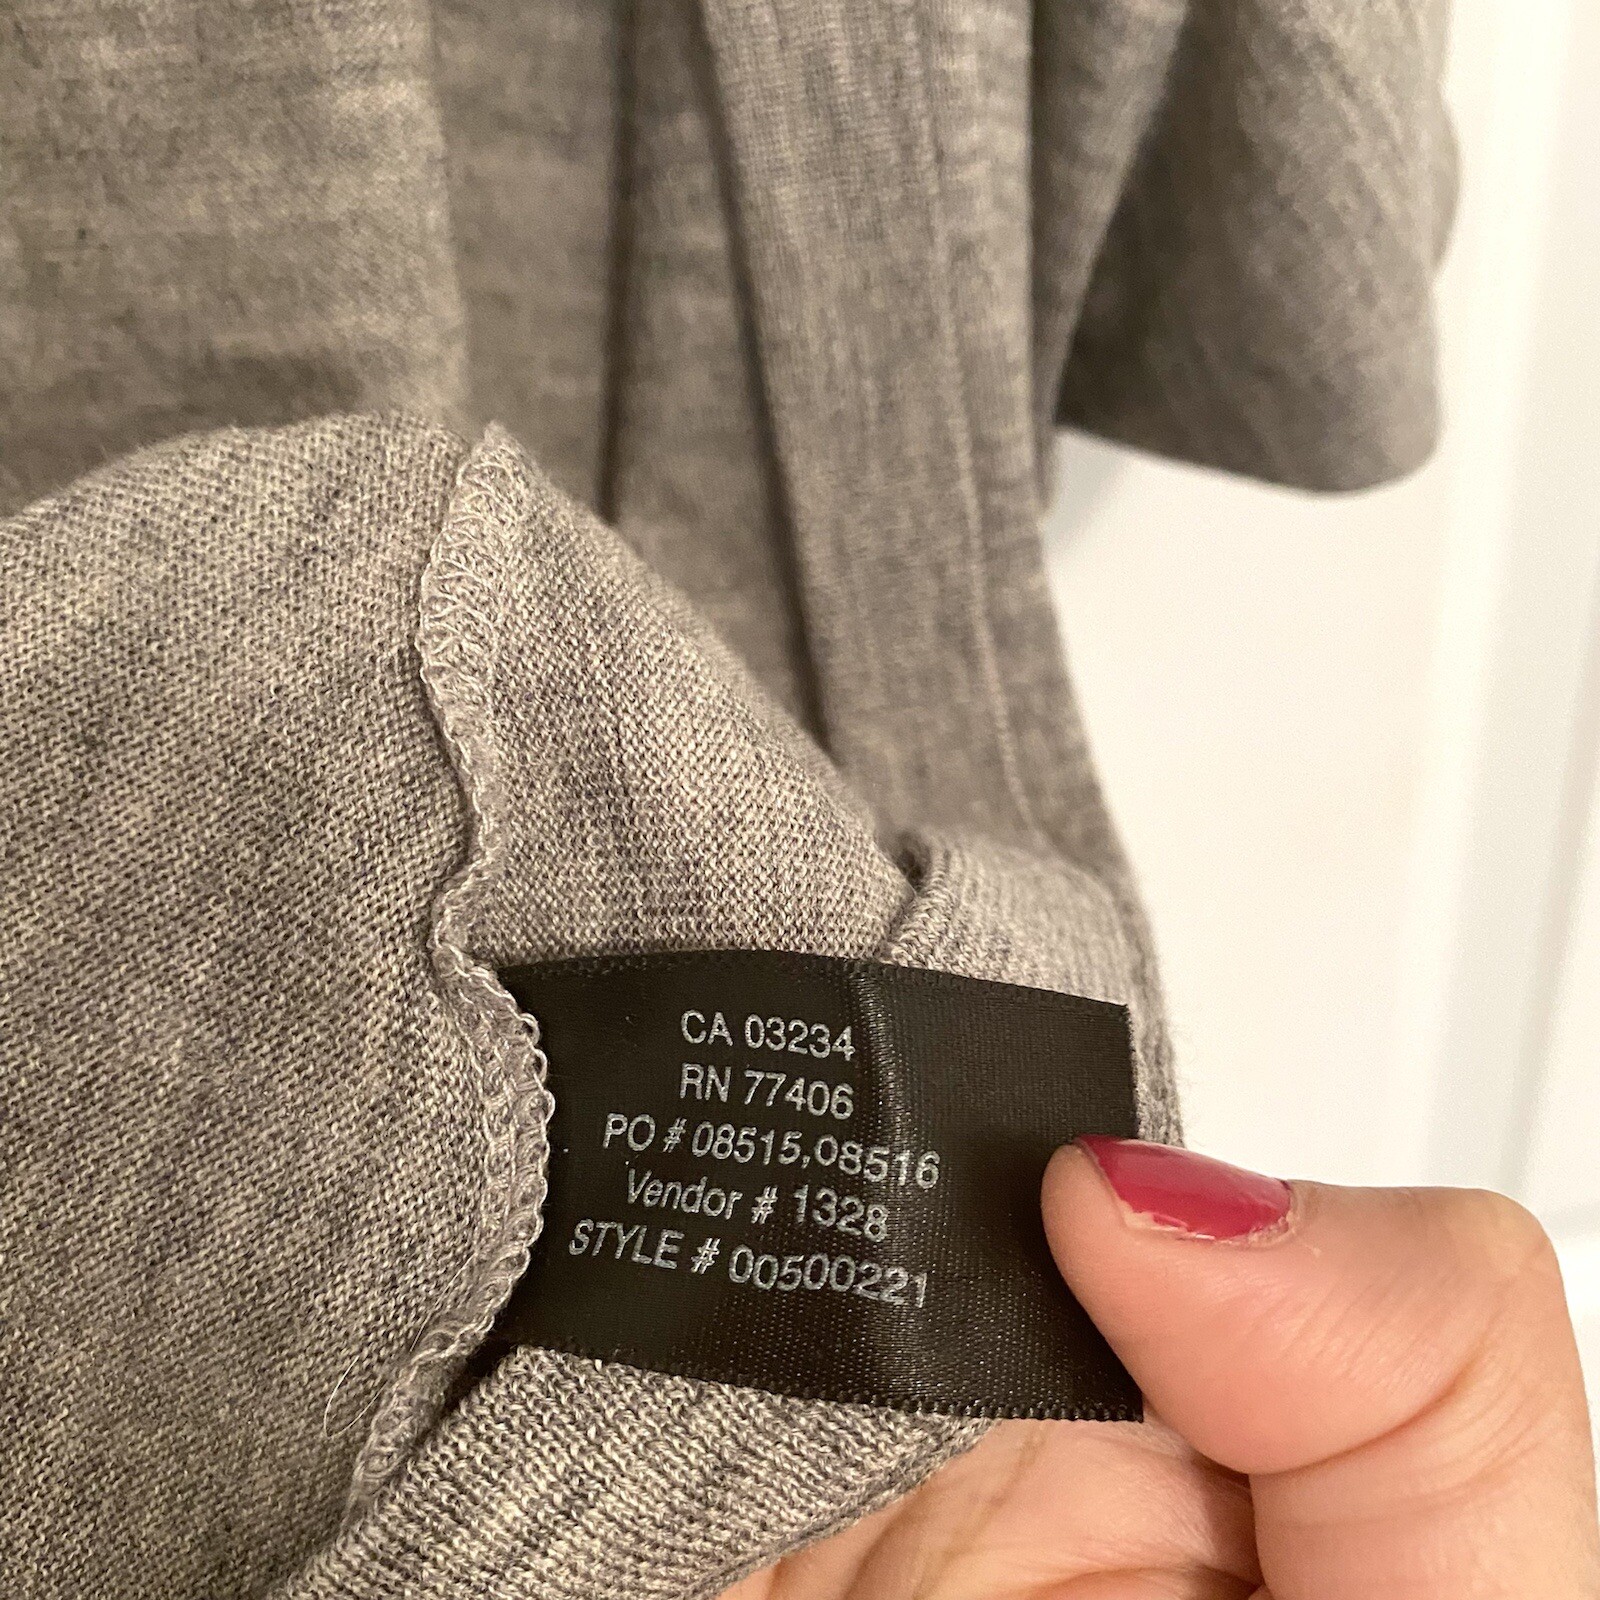 CA 03234
RN 77406
PO # 08515,08516
Vendor # 1328
STYLE # 00500221